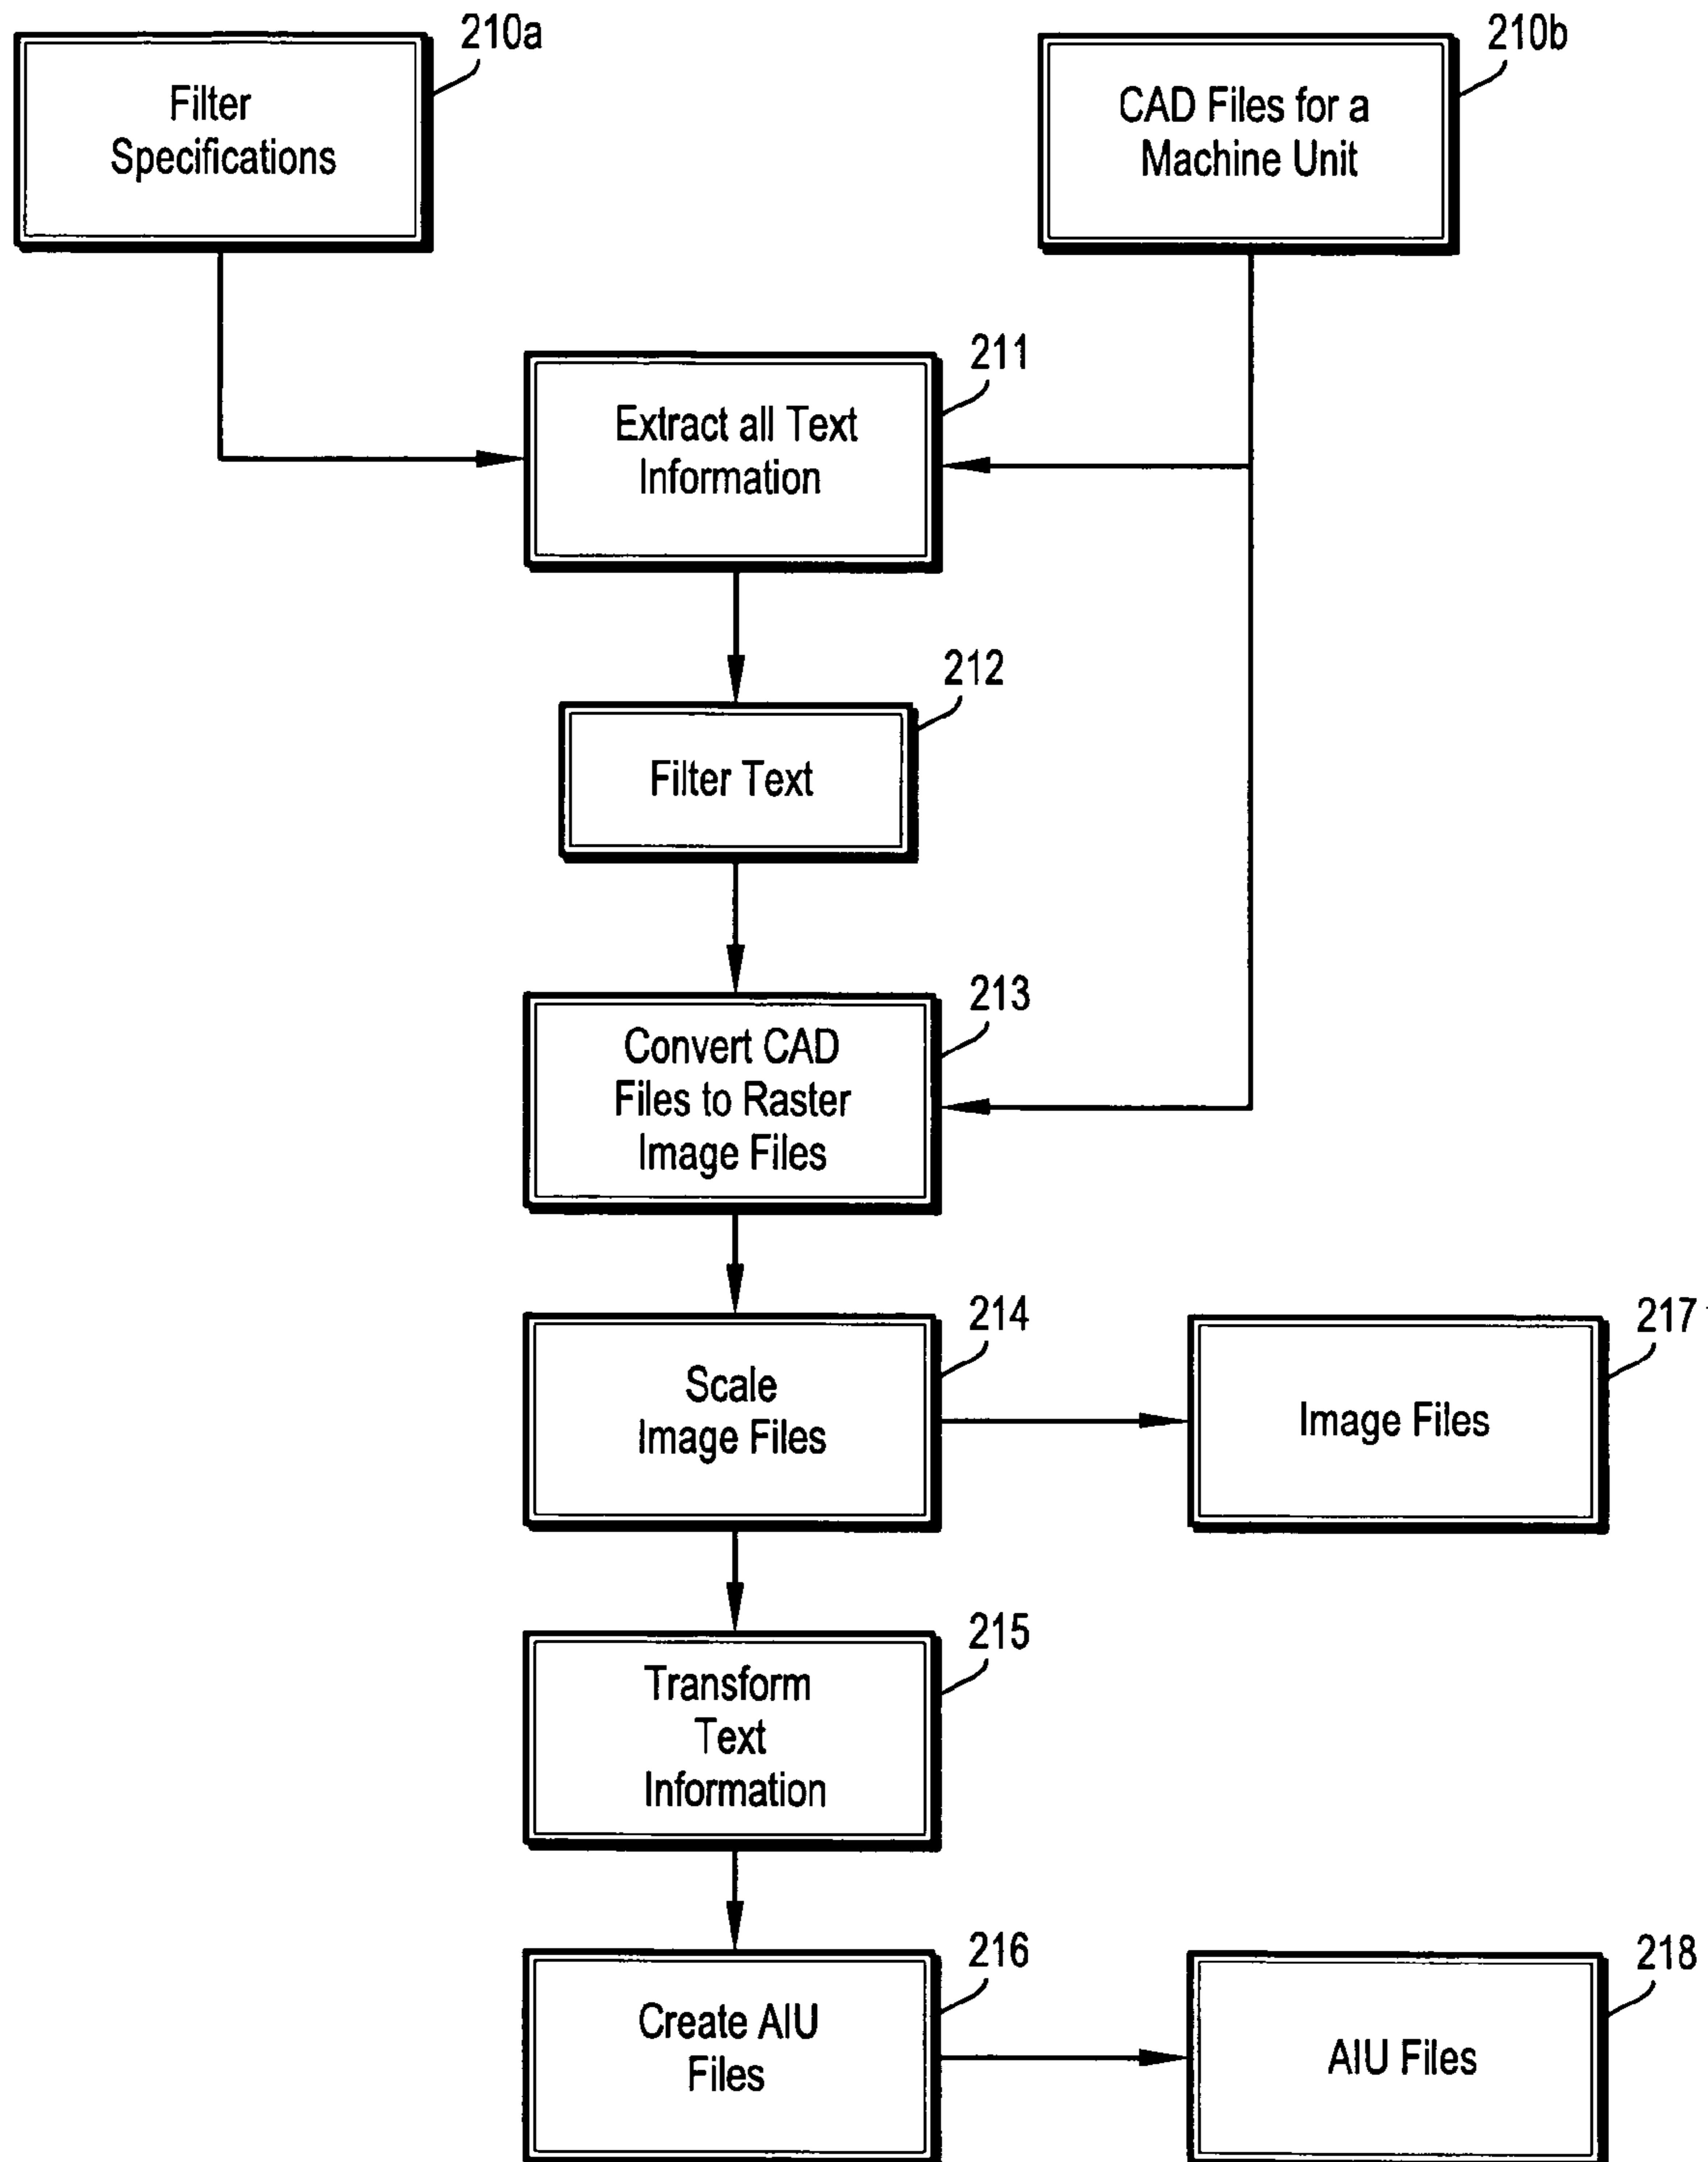 210a
Filter
Specifications
210b
CAD Files for a
Machine Unit
211
Extract all Text
Information
212
Filter Text
213
Convert CAD
Files to Raster
Image Files
214
Scale
Image Files
217
Image Files
215
Transform
Text
Information
216
Create AIU
Files
218
AIU Files